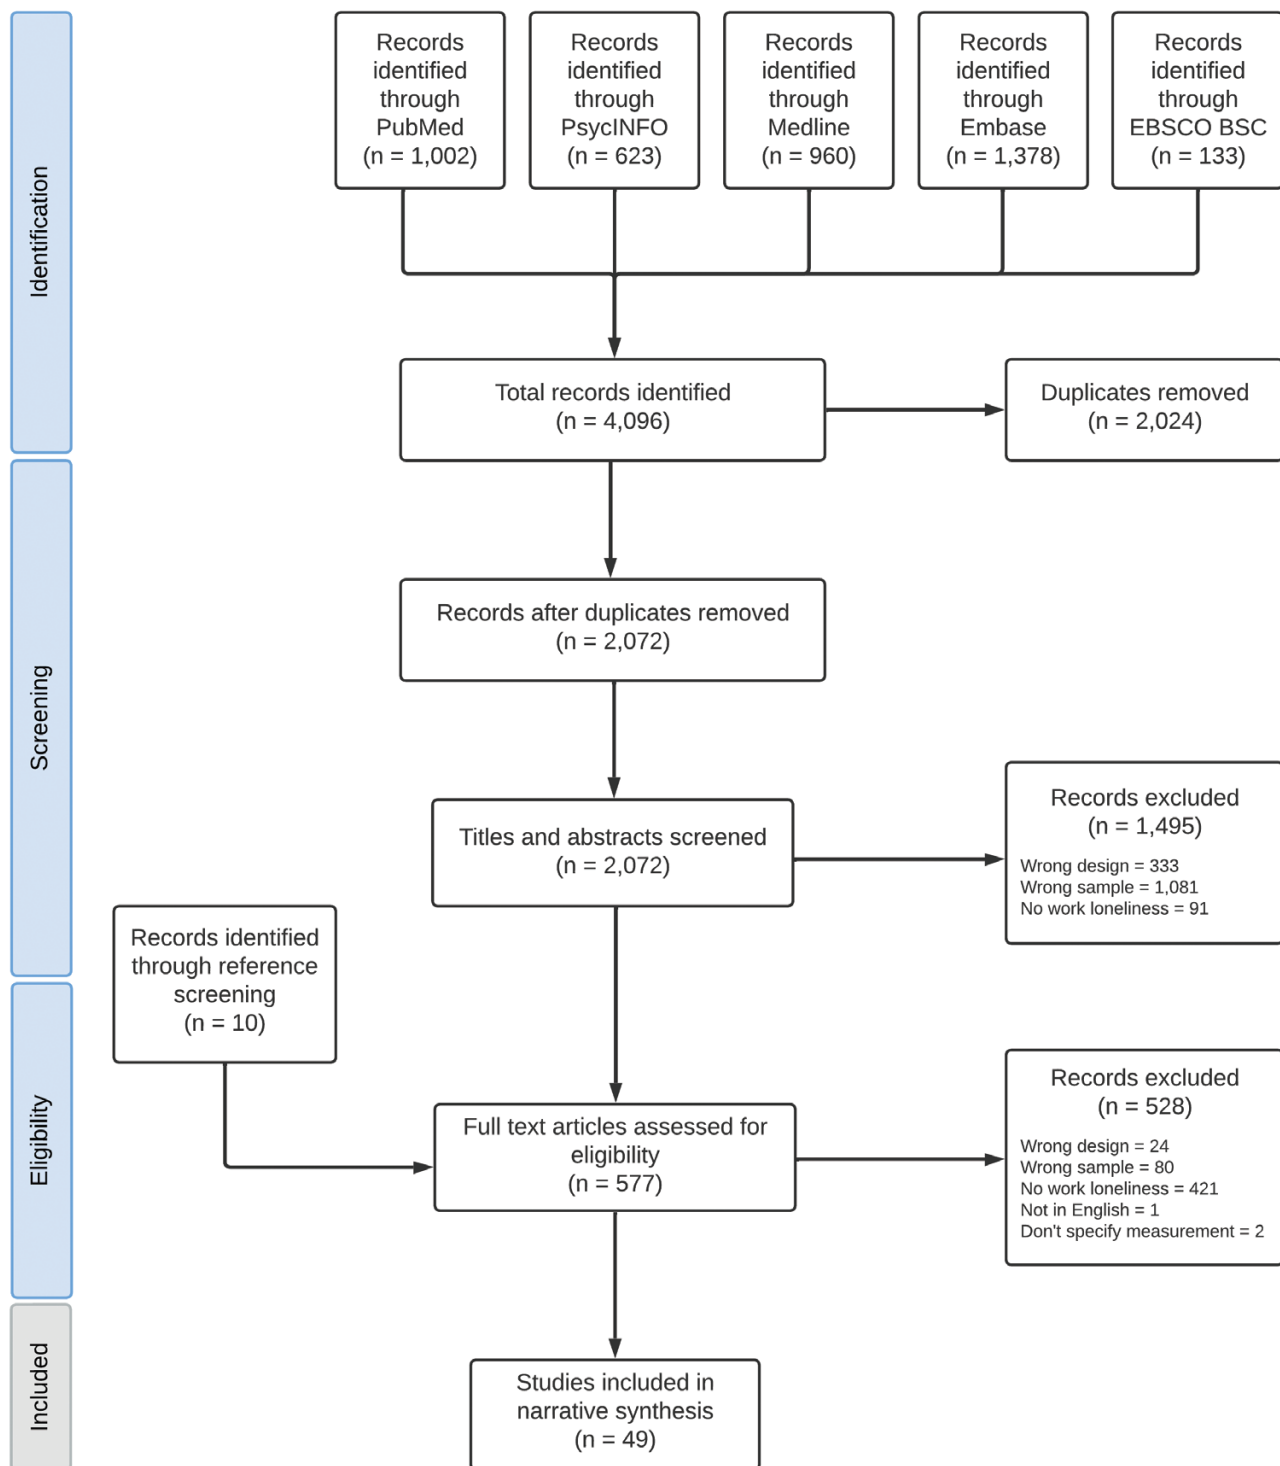 Identification
Records
identified
through
PubMed
(n = 1,002)
Records
identified
through
PsycINFO
(n = 623)
Records
identified
through
Medline
(n = 960)
Records
identified
through
Embase
(n = 1,378)
Records
identified
through
EBSCO BSC
(n = 133)
Total records identified
(n = 4,096)
Duplicates removed
(n = 2,024)
Screening
Records after duplicates removed
(n = 2,072)
Titles and abstracts screened
(n = 2,072)
Records excluded
(n = 1,495)
Wrong design = 333
Wrong sample = 1,081
No work loneliness = 91
Records identified
through reference
screening
(n = 10)
Eligibility
Full text articles assessed for
eligibility
(n = 577)
Records excluded
(n = 528)
Wrong design = 24
Wrong sample = 80
No work loneliness = 421
Not in English = 1
Don't specify measurement = 2
Included
Studies included in
narrative synthesis
(n = 49)